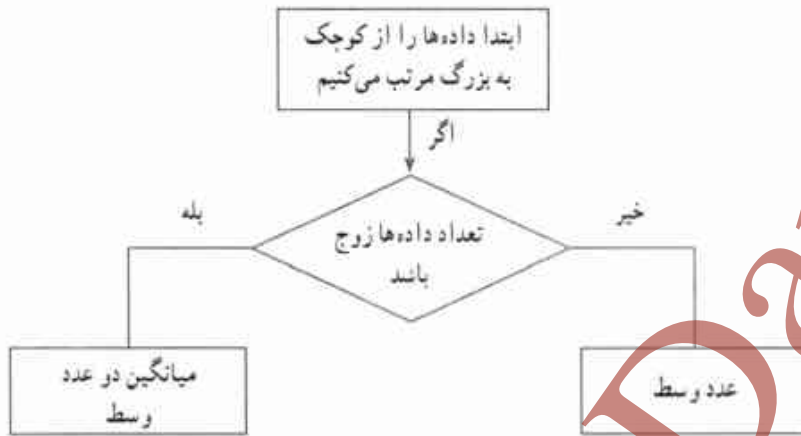 ابتدا داده‌ها را از کوچک
به بزرگ مرتب می‌کنیم
اگر
خیر
بله
تعداد داده‌ها زوج
باشد
عدد وسط
میانگین دو عدد
وسط